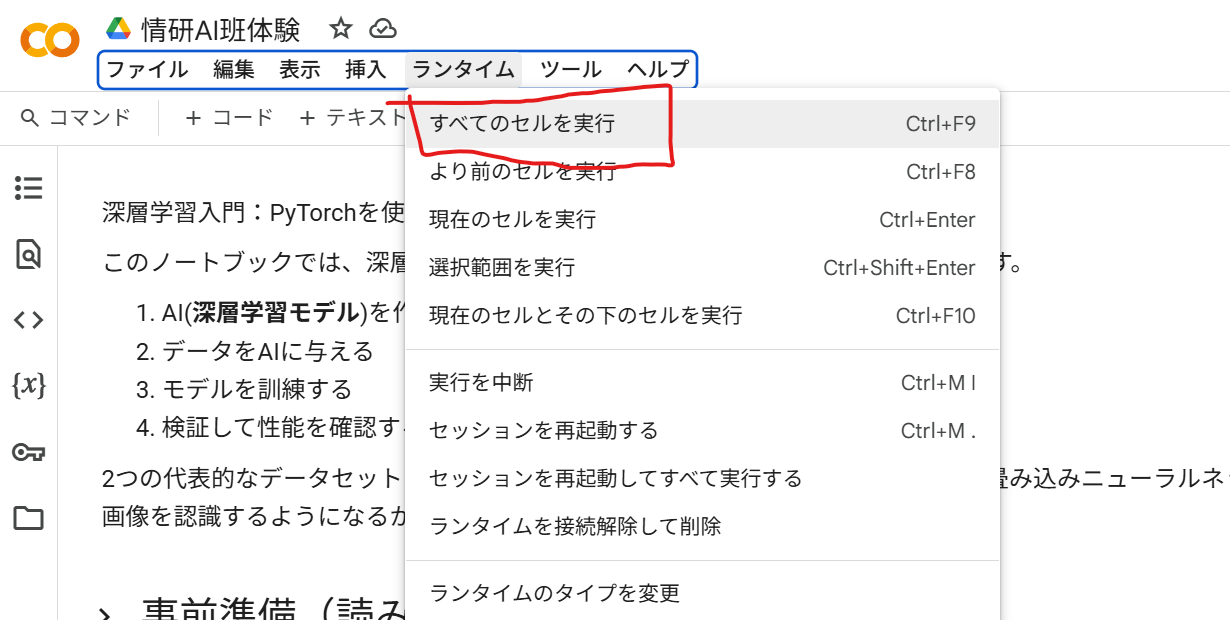 情研AI班体験
ファイル 編集 表示 挿入 ランタイム ツール ヘルプ
コマンド + コード + テキスト
すべてのセルを実行 Ctrl+F9
より前のセルを実行 Ctrl+F8
現在のセルを実行 Ctrl+Enter
選択範囲を実行 Ctrl+Shift+Enter
現在のセルとその下のセルを実行 Ctrl+F10
実行を中断 Ctrl+M I
セッションを再起動する Ctrl+M .
セッションを再起動してすべて実行する
ランタイムを接続解除して削除
ランタイムのタイプを変更
深層学習入門：PyTorchを使
このノートブックでは、深層 す。
1. AI(深層学習モデル)を作
2. データをAIに与える
3. モデルを訓練する
4. 検証して性能を確認す
2つの代表的なデータセット 畳み込みニューラルネ
画像を認識するようになるか
事前準備（読み